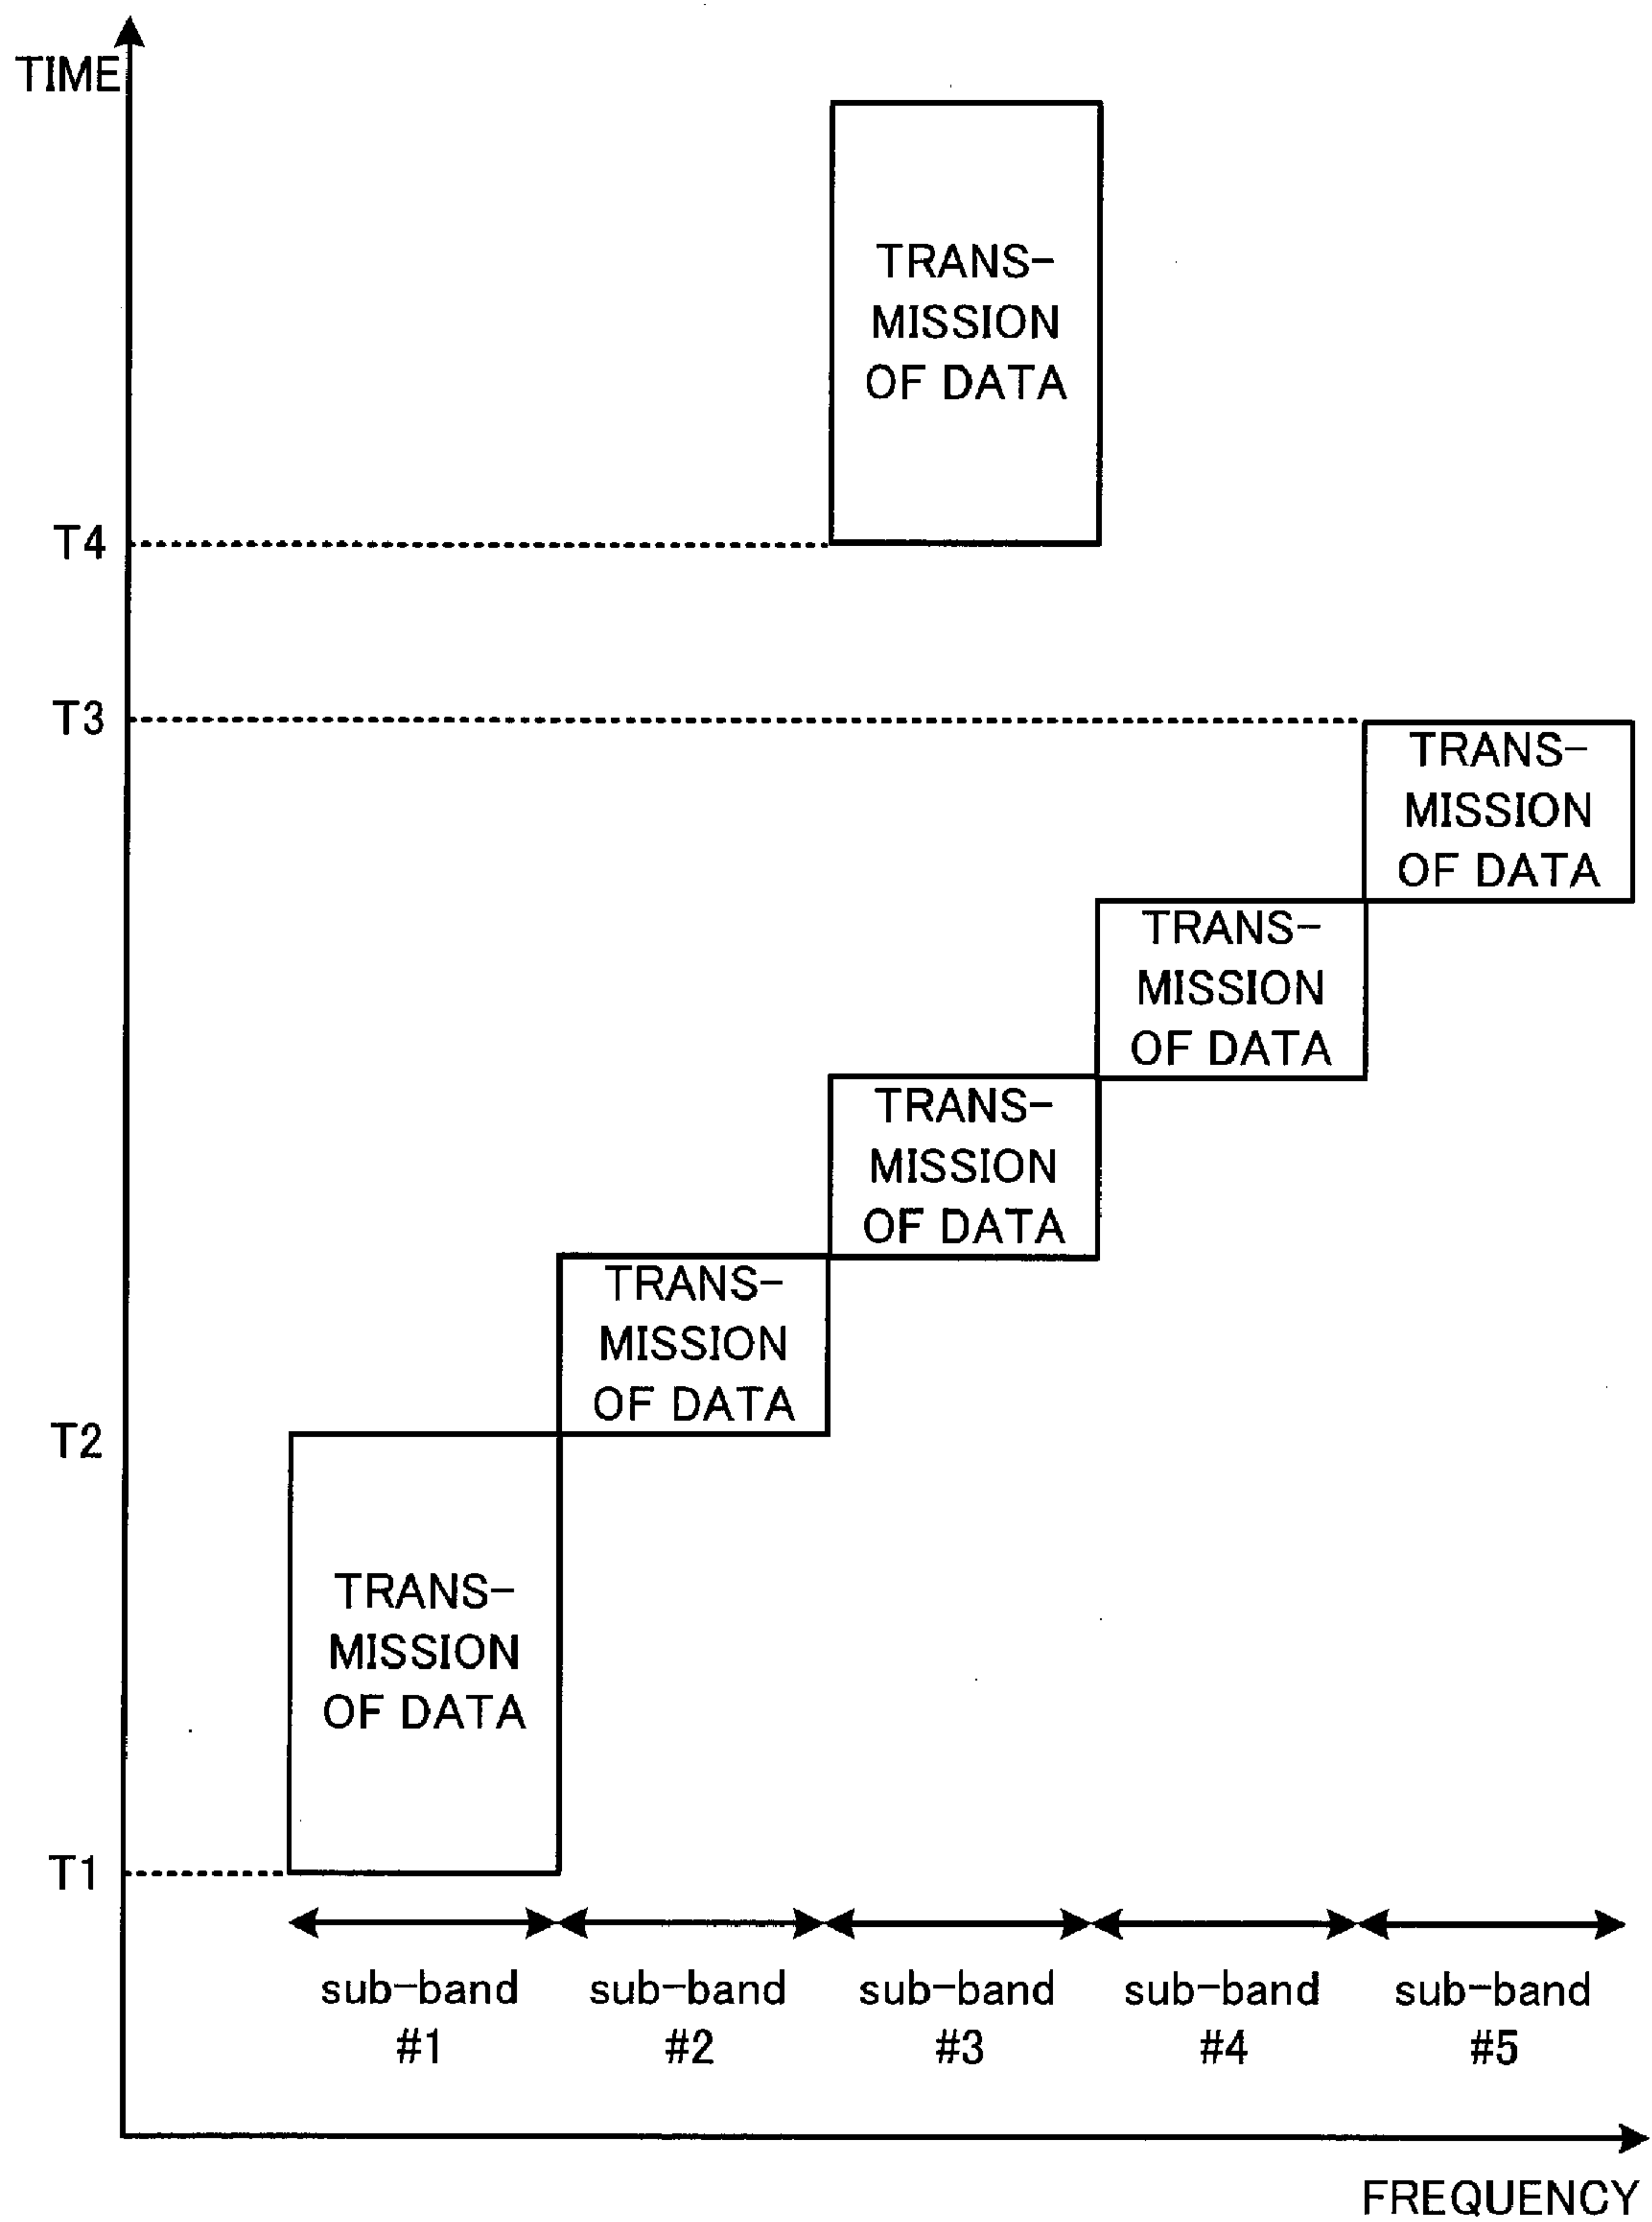 TIME
TRANS-
MISSION
OF DATA
T4
T3
TRANS-
MISSION
OF DATA
TRANS-
MISSION
OF DATA
TRANS-
MISSION
OF DATA
TRANS-
MISSION
OF DATA
T2
TRANS-
MISSION
OF DATA
T1
sub-band
#1
sub-band
#2
sub-band
#3
sub-band
#4
sub-band
#5
FREQUENCY